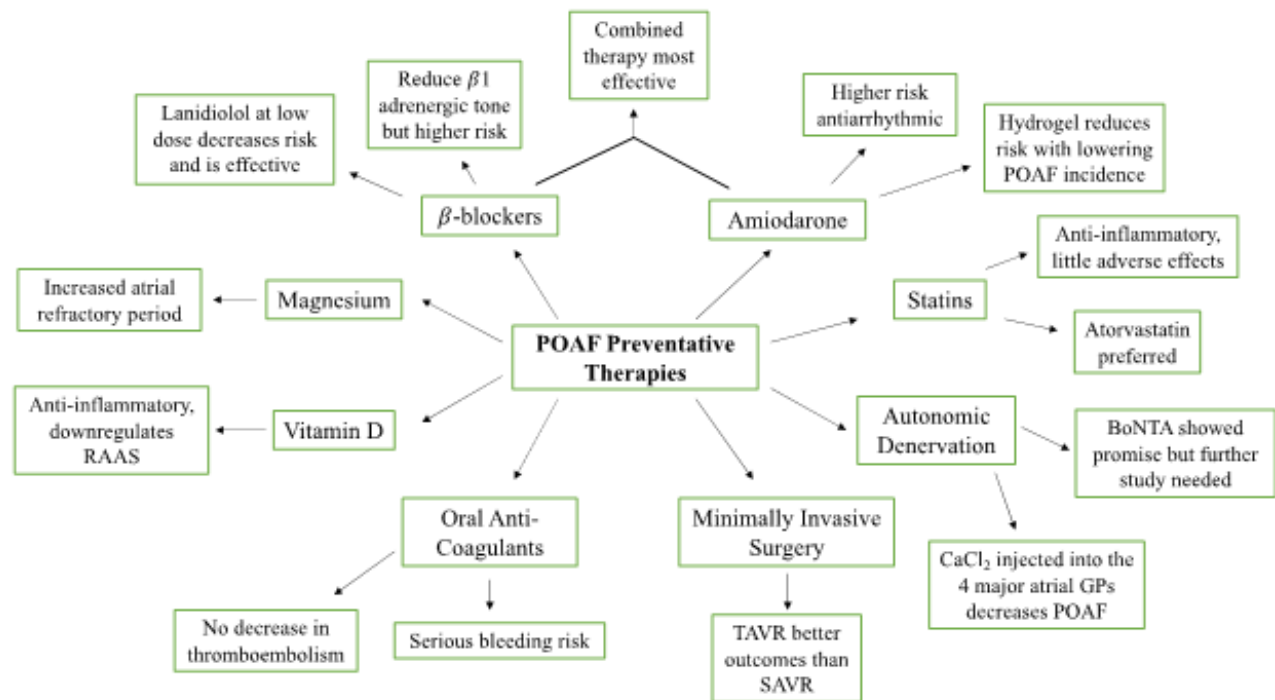 Combined
therapy most
effective
Reduce β1
adrenergic tone
but higher risk
Lanidiolol at low
dose decreases risk
and is effective
Higher risk
antiarrhythmic
Hydrogel reduces
risk with lowering
POAF incidence
β-blockers
Amiodarone
Anti-inflammatory,
little adverse effects
Increased atrial
refractory period
Magnesium
Statins
POAF Preventative
Therapies
Atorvastatin
preferred
Anti-inflammatory,
downregulates
RAAS
Vitamin D
Autonomic
Denervation
BoNTA showed
promise but further
study needed
Oral Anti-
Coagulants
Minimally Invasive
Surgery
CaCl₂ injected into the
4 major atrial GPs
decreases POAF
No decrease in
thromboembolism
Serious bleeding risk
TAVR better
outcomes than
SAVR